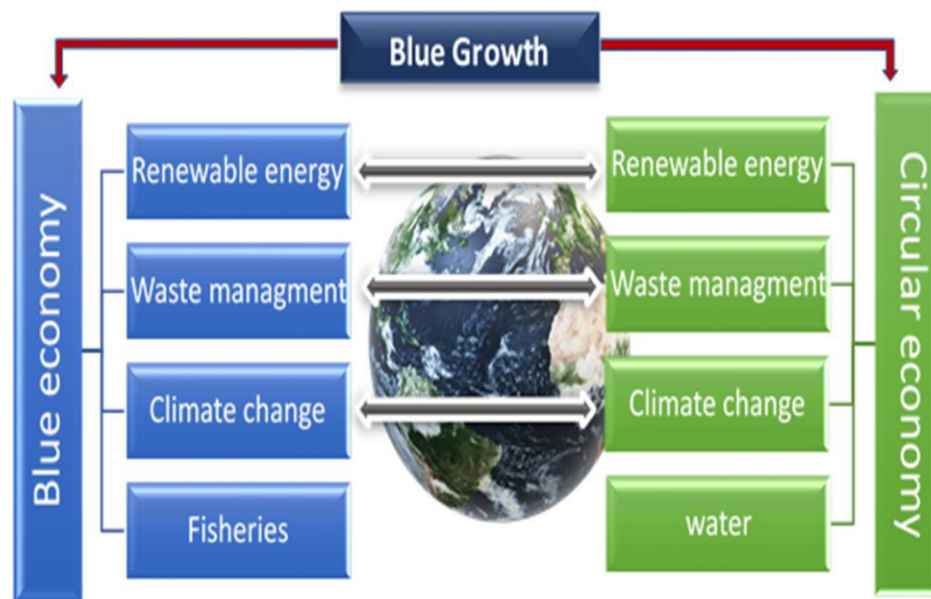 Blue Growth
Blue economy
Renewable energy
Waste managment
Climate change
Fisheries
Renewable energy
Waste managment
Climate change
water
Circular economy